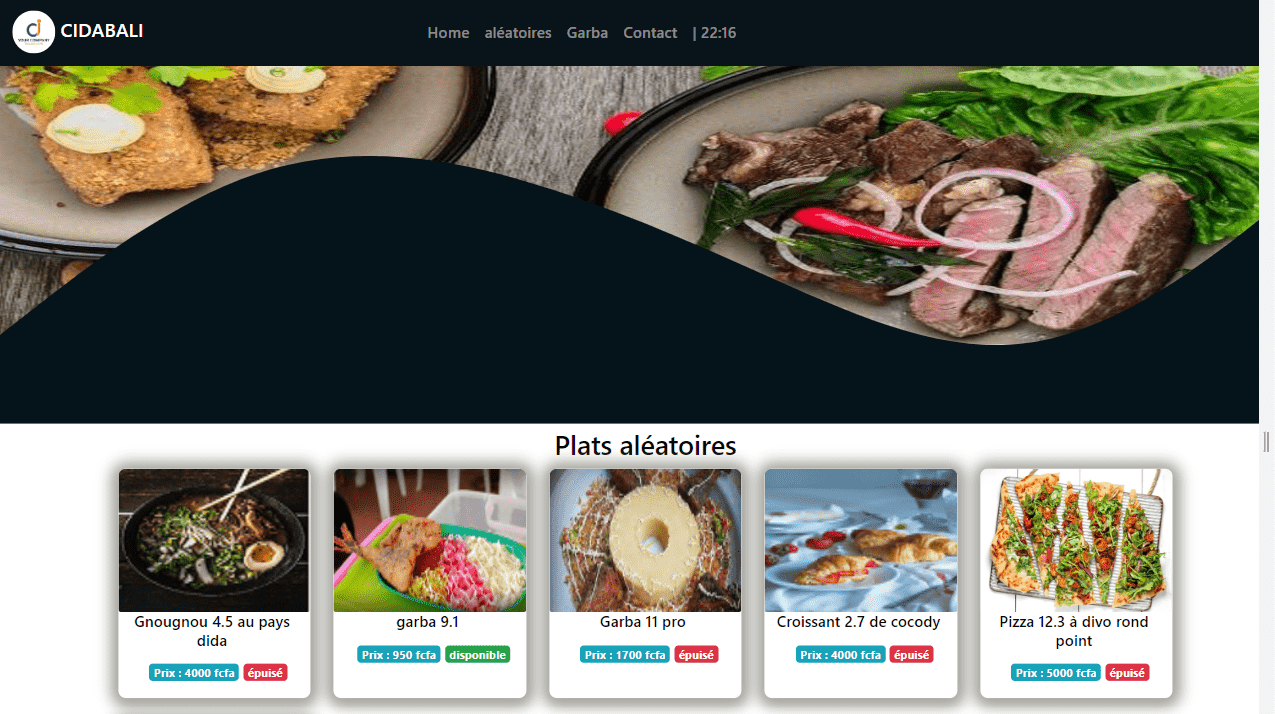 CIDABALI
Home aléatoires Garba Contact | 22:16
Plats aléatoires
Gnougnou 4.5 au pays
dida
Prix : 4000 fcfa épuisé
garba 9.1
Prix : 950 fcfa disponible
Garba 11 pro
Prix : 1700 fcfa épuisé
Croissant 2.7 de cocody
Prix : 4000 fcfa épuisé
Pizza 12.3 à divo rond
point
Prix : 5000 fcfa épuisé